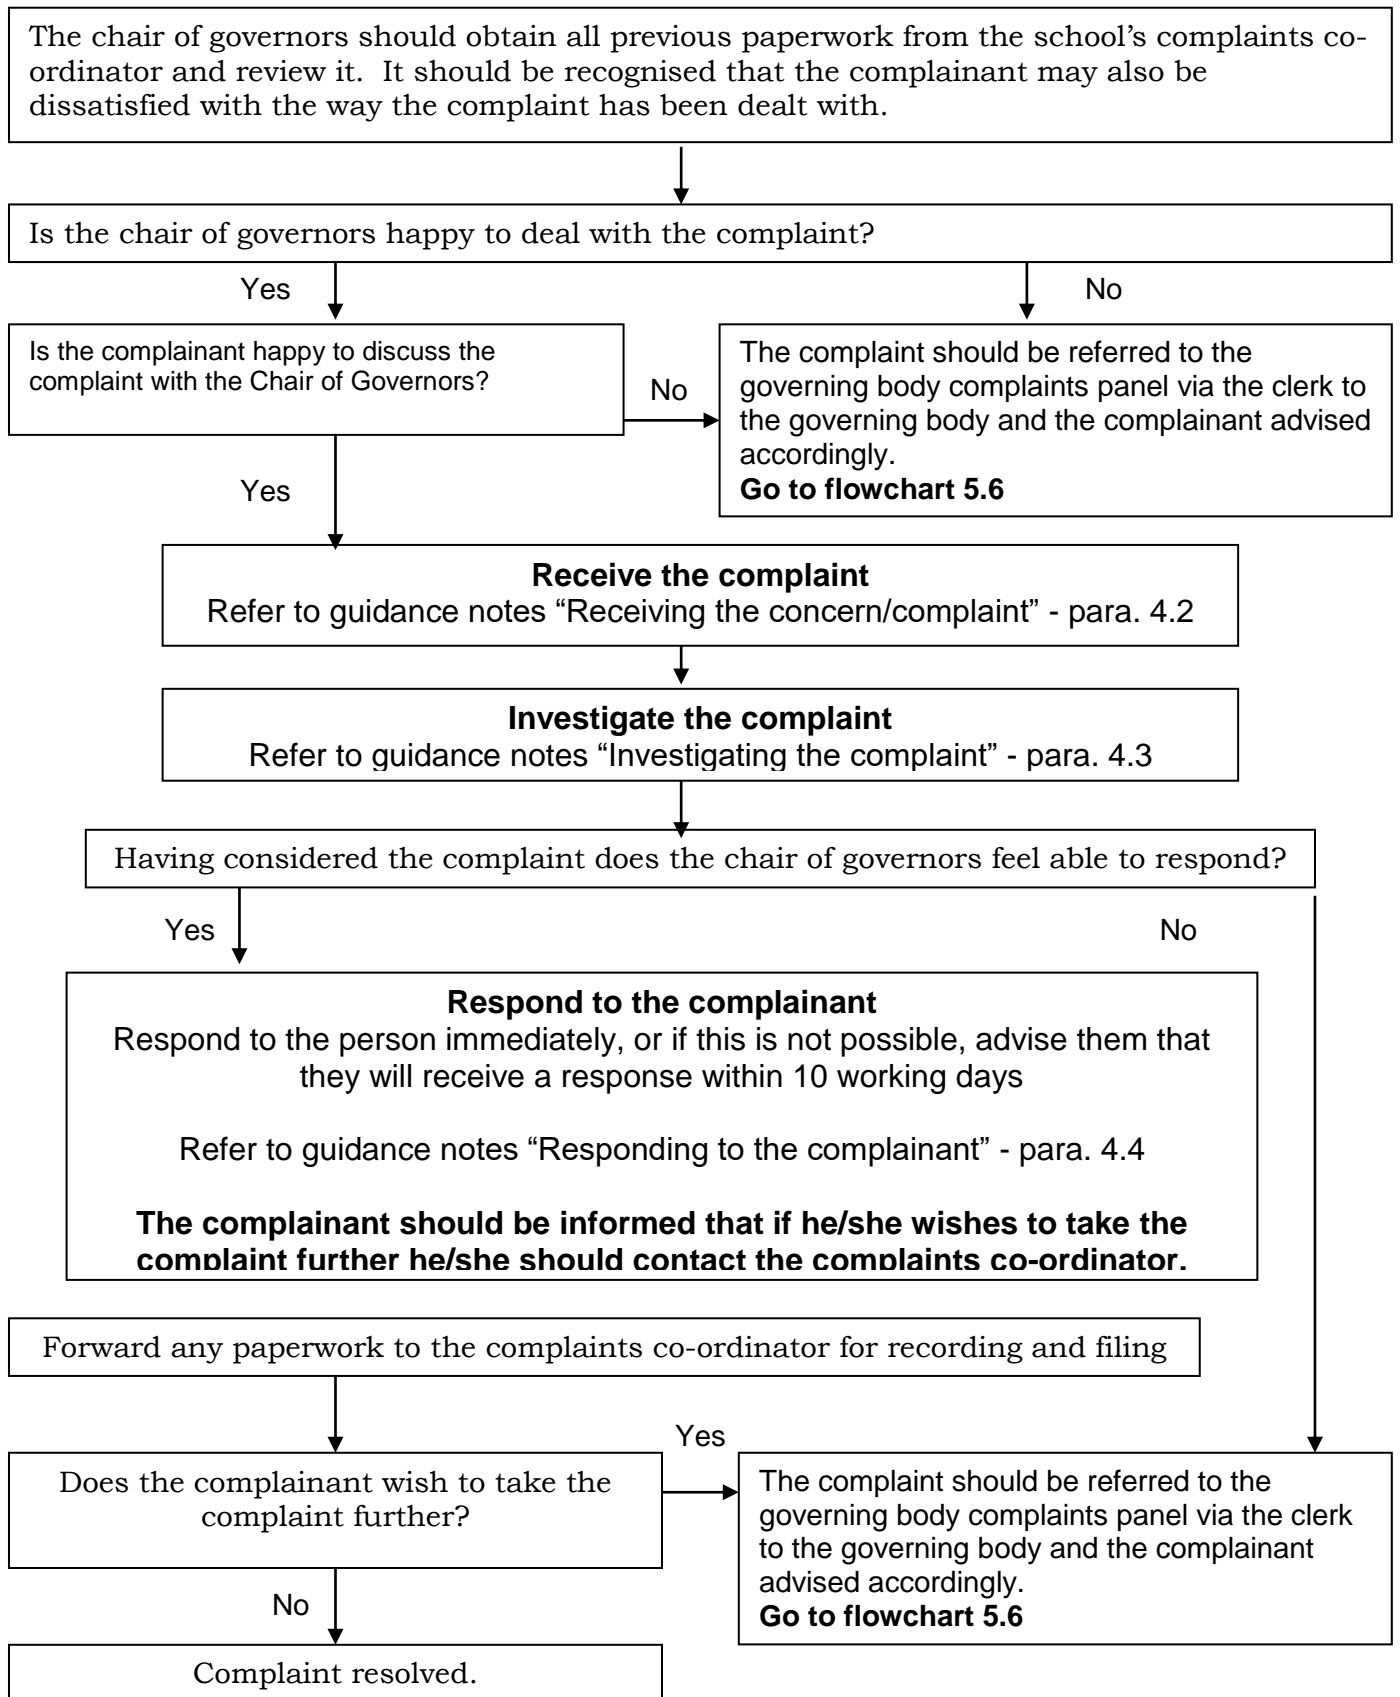 The chair of governors should obtain all previous paperwork from the school’s complaints co-
ordinator and review it.  It should be recognised that the complainant may also be
dissatisfied with the way the complaint has been dealt with.
Is the chair of governors happy to deal with the complaint?
Yes
No
Is the complainant happy to discuss the
complaint with the Chair of Governors?
No
The complaint should be referred to the
governing body complaints panel via the clerk to
the governing body and the complainant advised
accordingly.
Go to flowchart 5.6
Yes
Receive the complaint
Refer to guidance notes “Receiving the concern/complaint” - para. 4.2
Investigate the complaint
Refer to guidance notes “Investigating the complaint” - para. 4.3
Having considered the complaint does the chair of governors feel able to respond?
Yes
No
Respond to the complainant
Respond to the person immediately, or if this is not possible, advise them that
they will receive a response within 10 working days
Refer to guidance notes “Responding to the complainant” - para. 4.4
The complainant should be informed that if he/she wishes to take the
complaint further he/she should contact the complaints co-ordinator.
Forward any paperwork to the complaints co-ordinator for recording and filing
Yes
Does the complainant wish to take the
complaint further?
The complaint should be referred to the
governing body complaints panel via the clerk
to the governing body and the complainant
advised accordingly.
Go to flowchart 5.6
No
Complaint resolved.